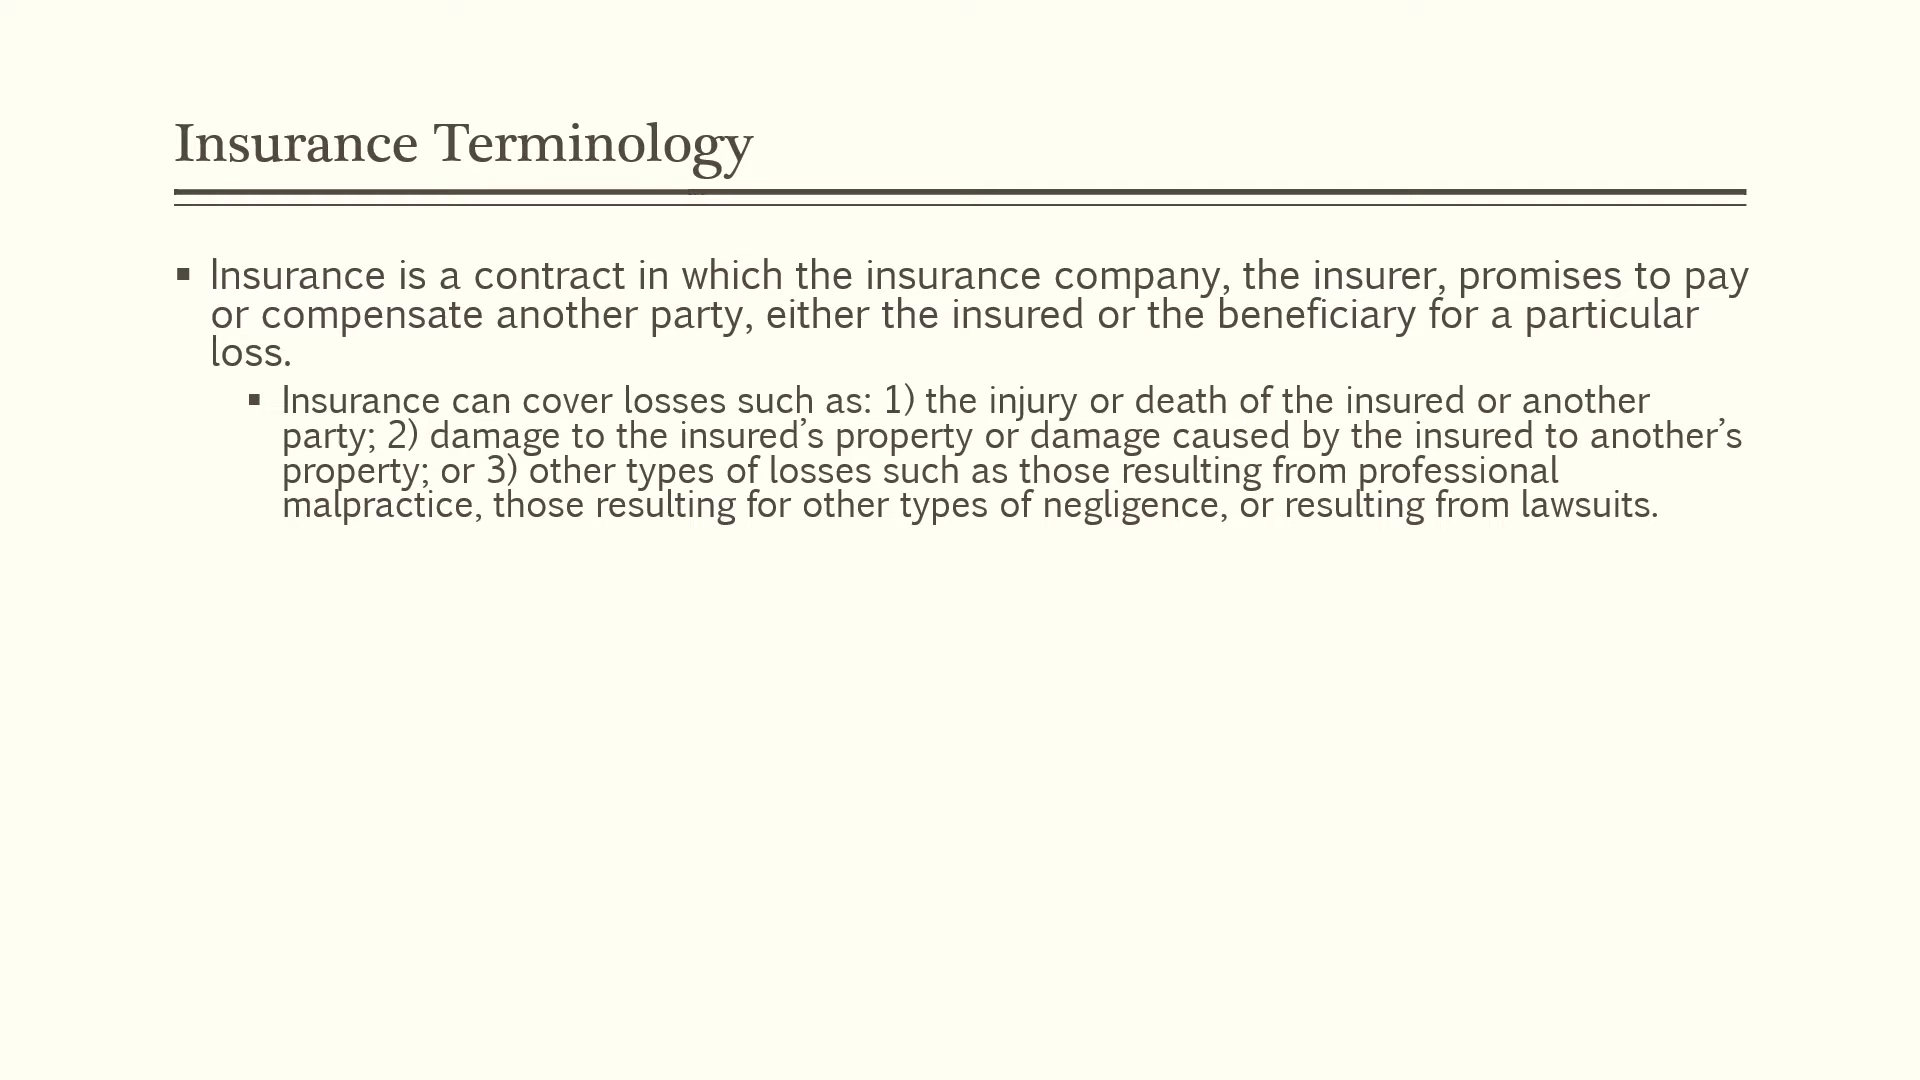 Insurance Terminology
▪ Insurance is a contract in which the insurance company, the insurer, promises to pay
or compensate another party, either the insured or the beneficiary for a particular
loss.
▪ Insurance can cover losses such as: 1) the injury or death of the insured or another
party; 2) damage to the insured’s property or damage caused by the insured to another’s
property; or 3) other types of losses such as those resulting from professional
malpractice, those resulting for other types of negligence, or resulting from lawsuits.